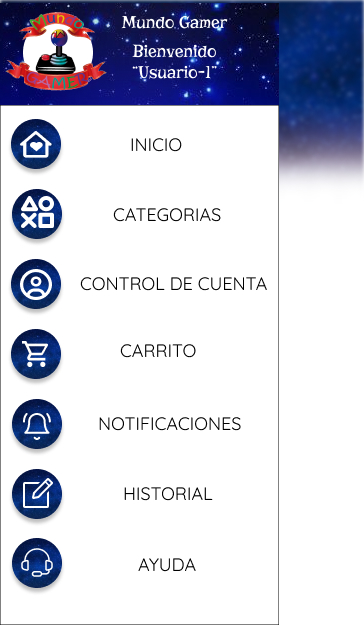 Mundo Gamer
Bienvenido
"Usuario-1"
MUNDO
GAMER
INICIO
CATEGORIAS
CONTROL DE CUENTA
CARRITO
NOTIFICACIONES
HISTORIAL
AYUDA